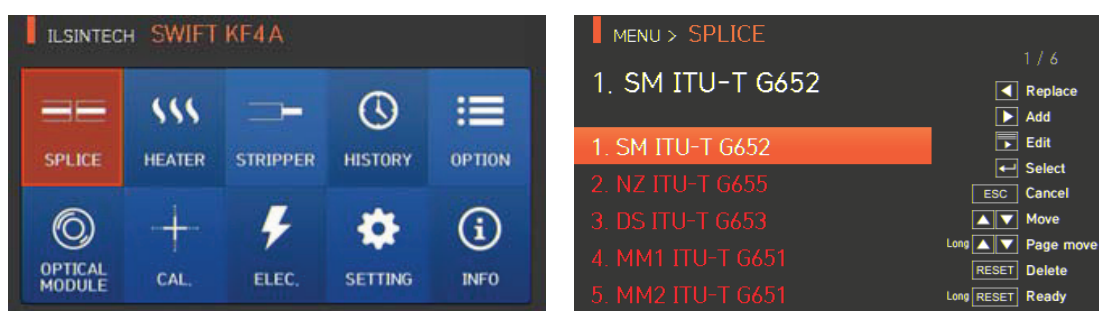 ILSINTECH SWIFT KF4A
SPLICE HEATER STRIPPER HISTORY OPTION
OPTICAL MODULE CAL. ELEC. SETTING INFO
MENU > SPLICE
1 / 6
1. SM ITU-T G652
Replace
Add
1. SM ITU-T G652
Edit
Select
2. NZ ITU-T G655
ESC Cancel
3. DS ITU-T G653
Move
4. MM1 ITU-T G651
Long Page move
RESET Delete
5. MM2 ITU-T G651
Long RESET Ready